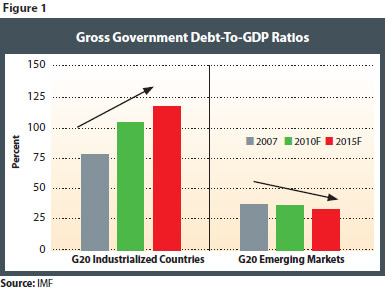 Figure 1
Gross Government Debt-To-GDP Ratios
Percent
150
125
100
75
50
25
0
2007 2010F 2015F
G20 Industrialized Countries G20 Emerging Markets
Source: IMF